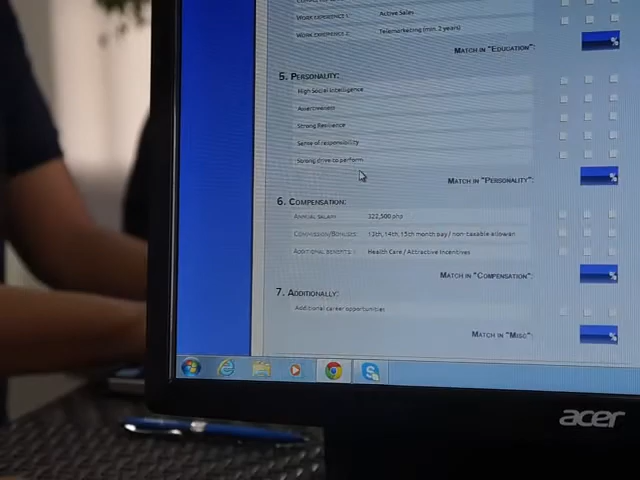 Work Experience 1: Active Sales
Work Experience 2: Telemarketing (min. 2 years)
Match in "Education": %
5. Personality:
High Social Intelligence
Assertiveness
Strong Resilience
Sense of responsibility
Strong drive to perform
Match in "Personality": %
6. Compensation:
Annual salary 322,500 php
Commission/Bonuses: 13th, 14th, 15th month pay / non-taxable allowan
Additional benefits: Health Care / Attractive Incentives
Match in "Compensation": %
7. Additionally:
Additional career opportunities
Match in "Misc": %
acer